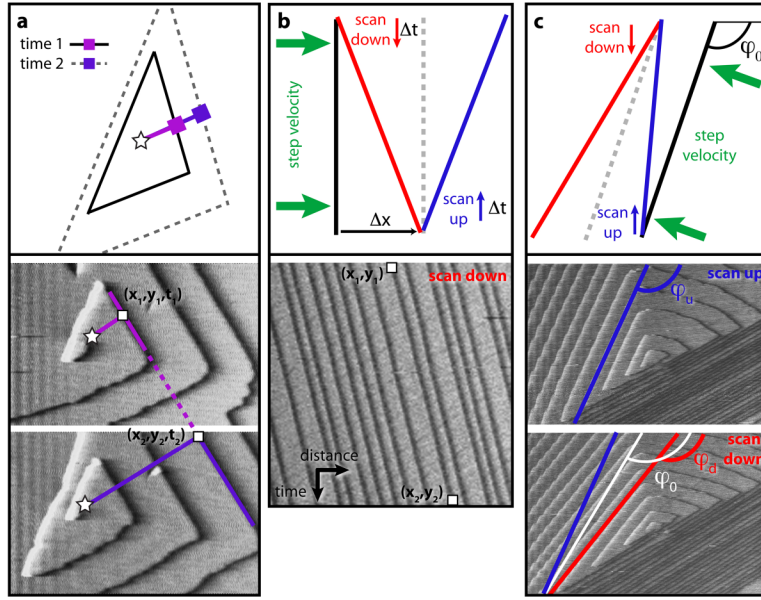 a
time 1
time 2
(x₁,y₁,t₁)
(x₂,y₂,t₂)
b
scan
down
Δt
step velocity
Δx
scan
up
Δt
(x₁,y₁)
scan down
distance
time
(x₂,y₂)
c
scan
down
φ₀
step
velocity
scan
up
scan up
φᵤ
scan
down
φd
φ₀